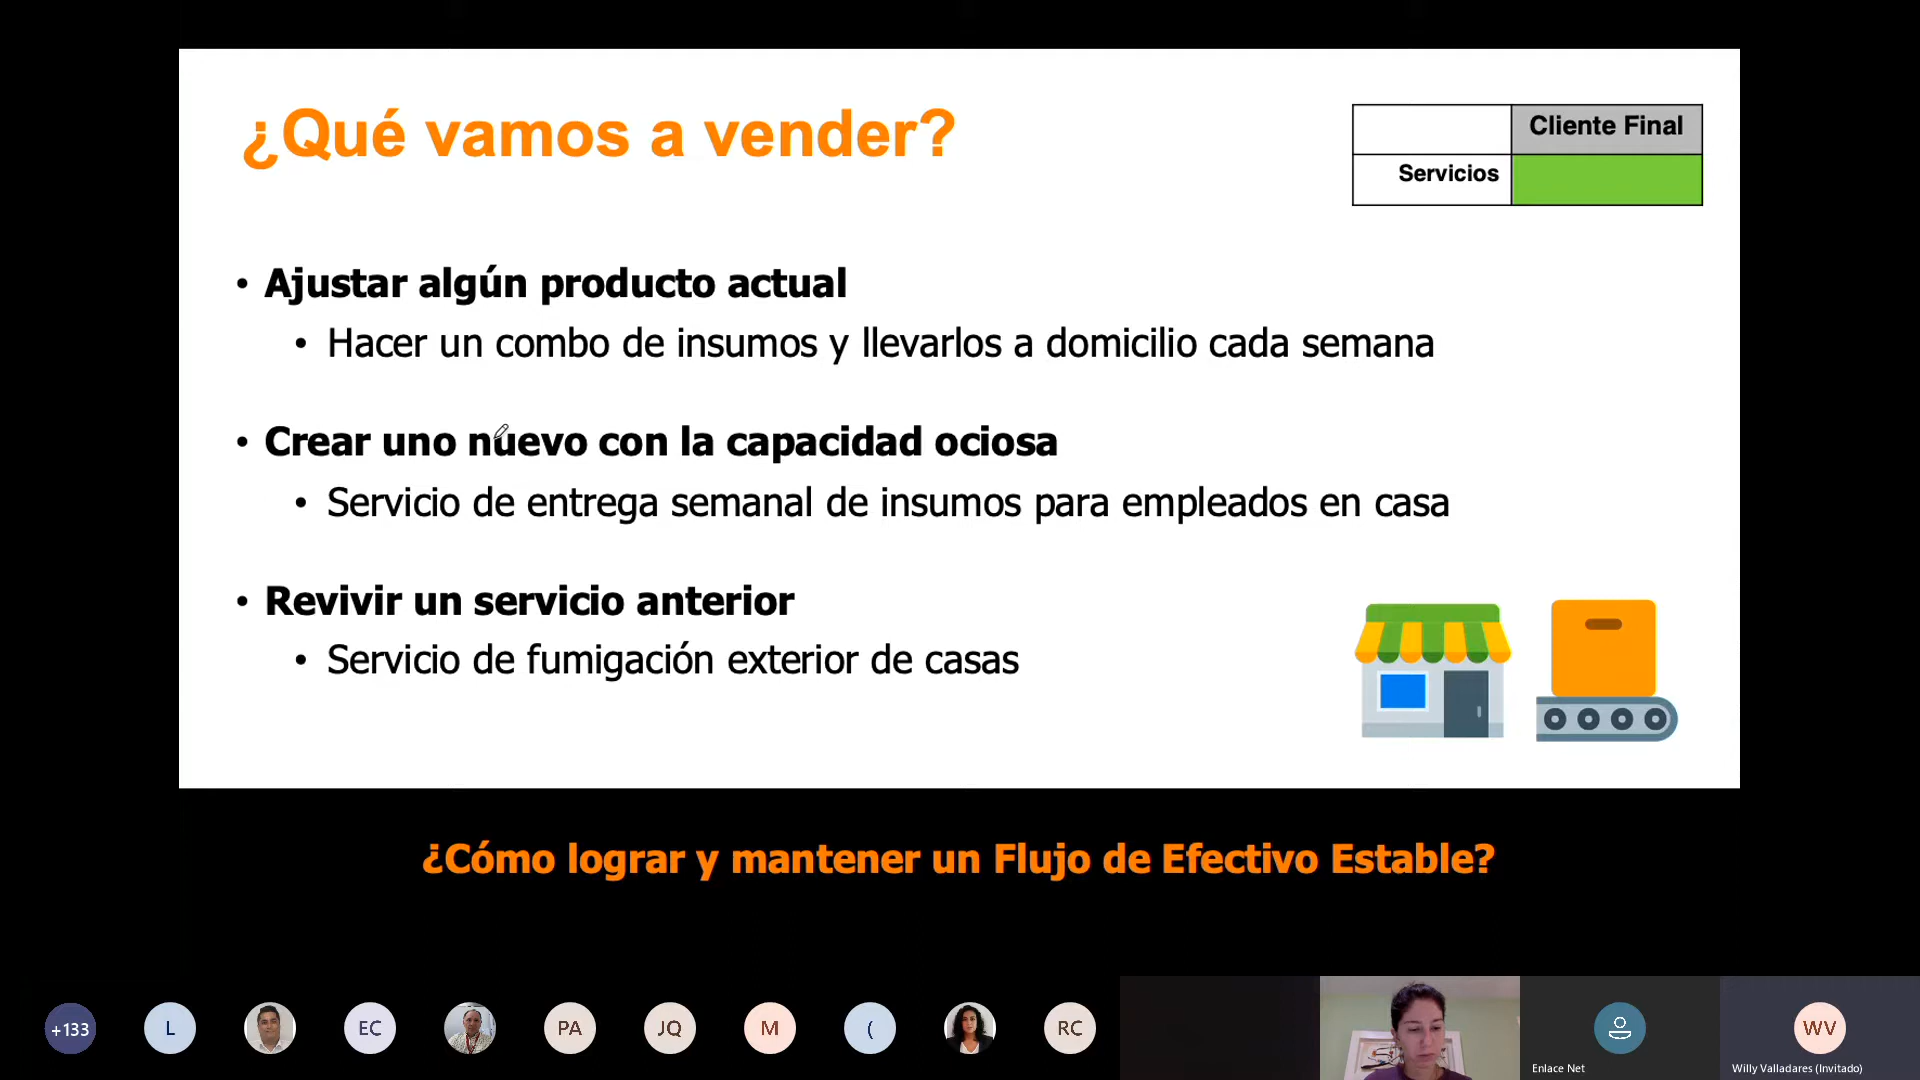 ¿Qué vamos a vender?
Cliente Final
Servicios
• Ajustar algún producto actual
• Hacer un combo de insumos y llevarlos a domicilio cada semana
• Crear uno nuevo con la capacidad ociosa
• Servicio de entrega semanal de insumos para empleados en casa
• Revivir un servicio anterior
• Servicio de fumigación exterior de casas
¿Cómo lograr y mantener un Flujo de Efectivo Estable?
+133
L
EC
PA
JQ
M
(
RC
Enlace Net
WV
Willy Valladares (Invitado)